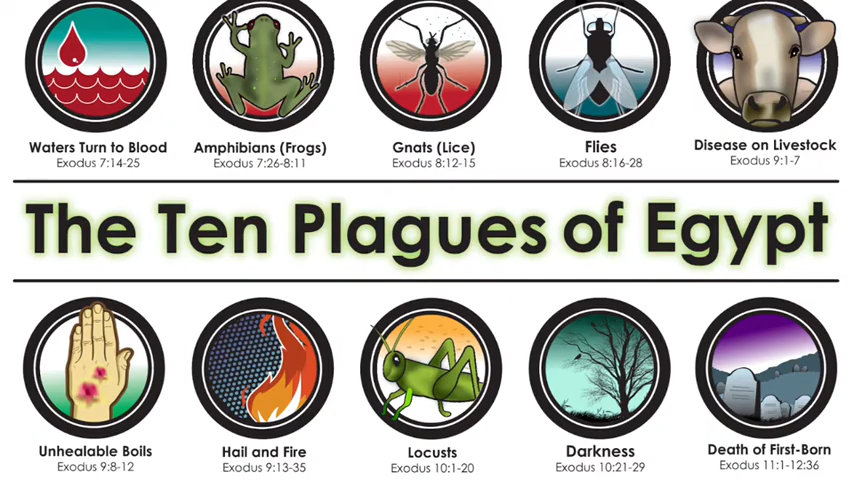 Waters Turn to Blood
Exodus 7:14-25
Amphibians (Frogs)
Exodus 7:26-8:11
Gnats (Lice)
Exodus 8:12-15
Flies
Exodus 8:16-28
Disease on Livestock
Exodus 9:1-7
The Ten Plagues of Egypt
Unhealable Boils
Exodus 9:8-12
Hail and Fire
Exodus 9:13-35
Locusts
Exodus 10:1-20
Darkness
Exodus 10:21-29
Death of First-Born
Exodus 11:1-12:36